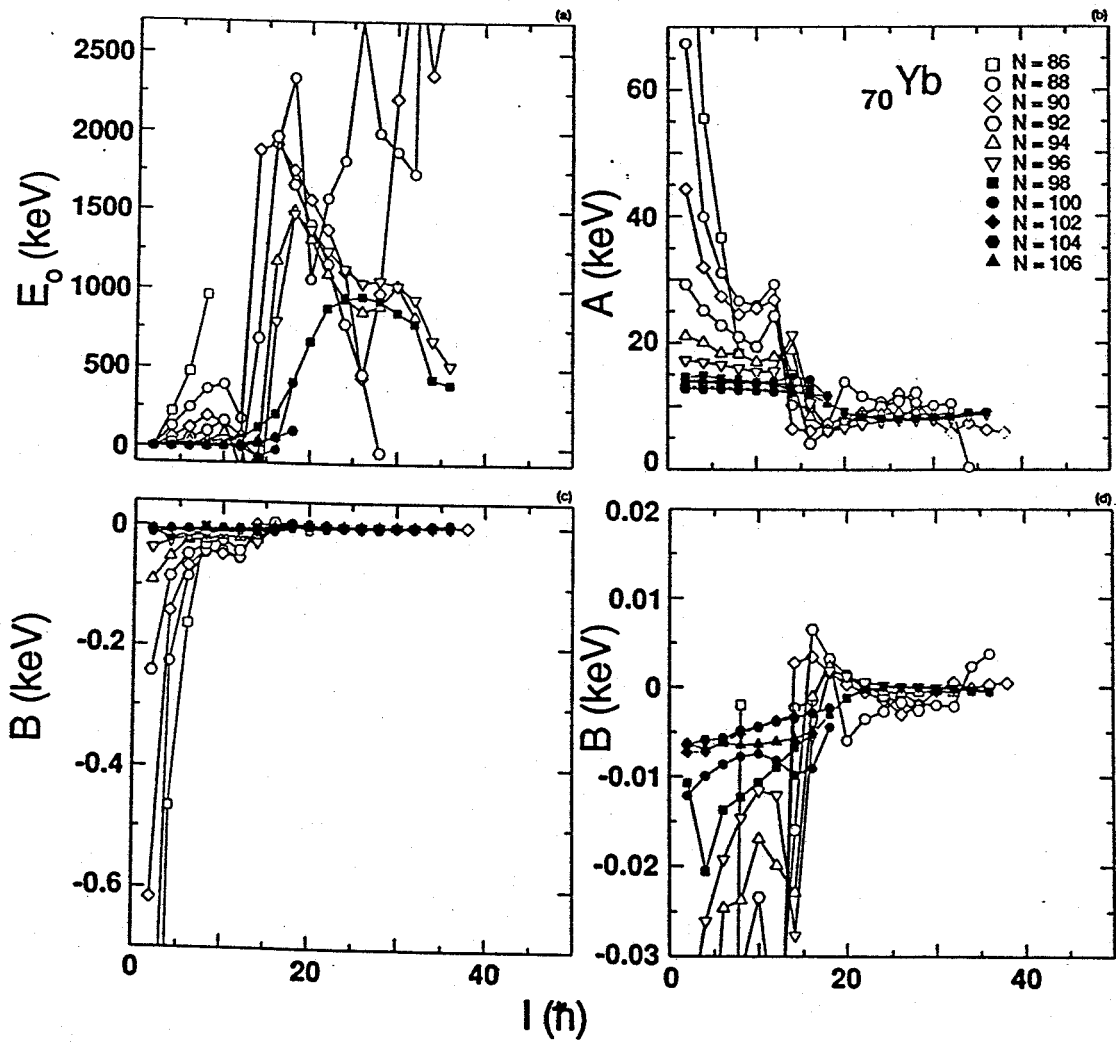 (a)
2500
2000
1500
1000
500
0
E₀ (keV)
(b)
60
40
20
0
A (keV)
₇₀Yb
N = 86
N = 88
N = 90
N = 92
N = 94
N = 96
N = 98
N = 100
N = 102
N = 104
N = 106
(c)
0
-0.2
-0.4
-0.6
B (keV)
0
20
40
(d)
0.02
0.01
0
-0.01
-0.02
-0.03
B (keV)
0
20
40
I (ħ)